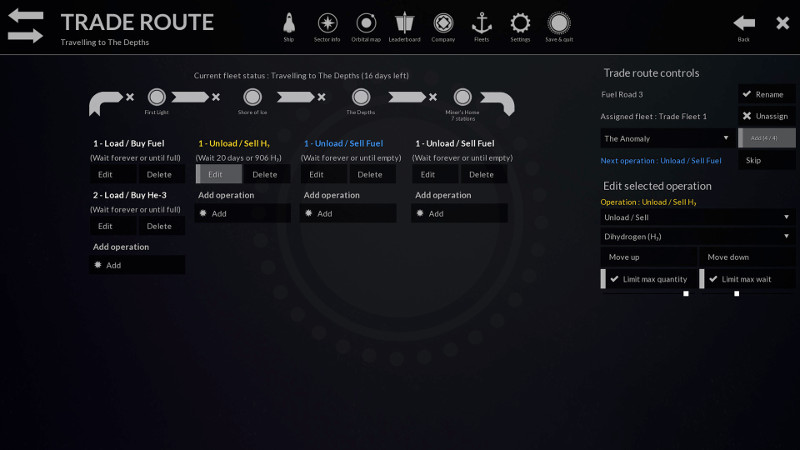 TRADE ROUTE
Travelling to The Depths
Ship
Sector info
Orbital map
Leaderboard
Company
Fleets
Settings
Save & quit
Back
Current fleet status : Travelling to The Depths (16 days left)
First Light
Shore of Ice
The Depths
Miner's Home
7 stations
1 - Load / Buy Fuel
(Wait forever or until full)
Edit
Delete
2 - Load / Buy He-3
(Wait forever or until full)
Edit
Delete
Add operation
Add
1 - Unload / Sell H₂
(Wait 20 days or 906 H₂)
Edit
Delete
Add operation
Add
1 - Unload / Sell Fuel
(Wait forever or until empty)
Edit
Delete
Add operation
Add
1 - Unload / Sell Fuel
(Wait forever or until empty)
Edit
Delete
Add operation
Add
Trade route controls
Fuel Road 3
Rename
Assigned fleet : Trade Fleet 1
Unassign
The Anomaly
Add (4 / 4)
Next operation : Unload / Sell Fuel
Skip
Edit selected operation
Operation : Unload / Sell H₂
Unload / Sell
Dihydrogen (H₂)
Move up
Move down
Limit max quantity
Limit max wait